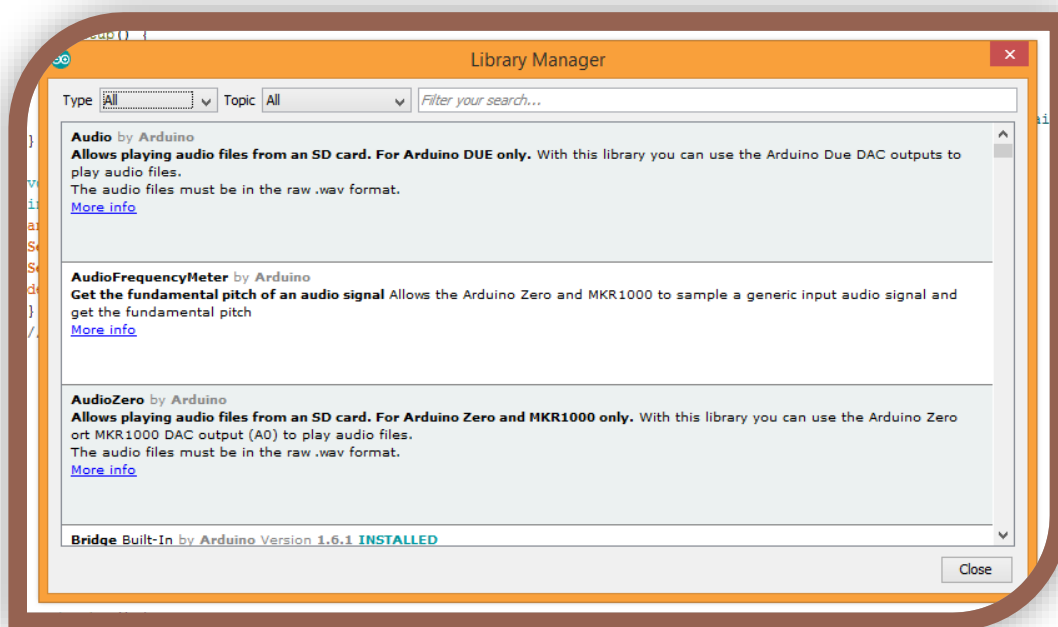 Library Manager
Type All Topic All Filter your search...
Audio by Arduino
Allows playing audio files from an SD card. For Arduino DUE only. With this library you can use the Arduino Due DAC outputs to
play audio files.
The audio files must be in the raw .wav format.
More info
AudioFrequencyMeter by Arduino
Get the fundamental pitch of an audio signal Allows the Arduino Zero and MKR1000 to sample a generic input audio signal and
get the fundamental pitch
More info
AudioZero by Arduino
Allows playing audio files from an SD card. For Arduino Zero and MKR1000 only. With this library you can use the Arduino Zero
ort MKR1000 DAC output (A0) to play audio files.
The audio files must be in the raw .wav format.
More info
Bridge Built-In by Arduino Version 1.6.1 INSTALLED
Close